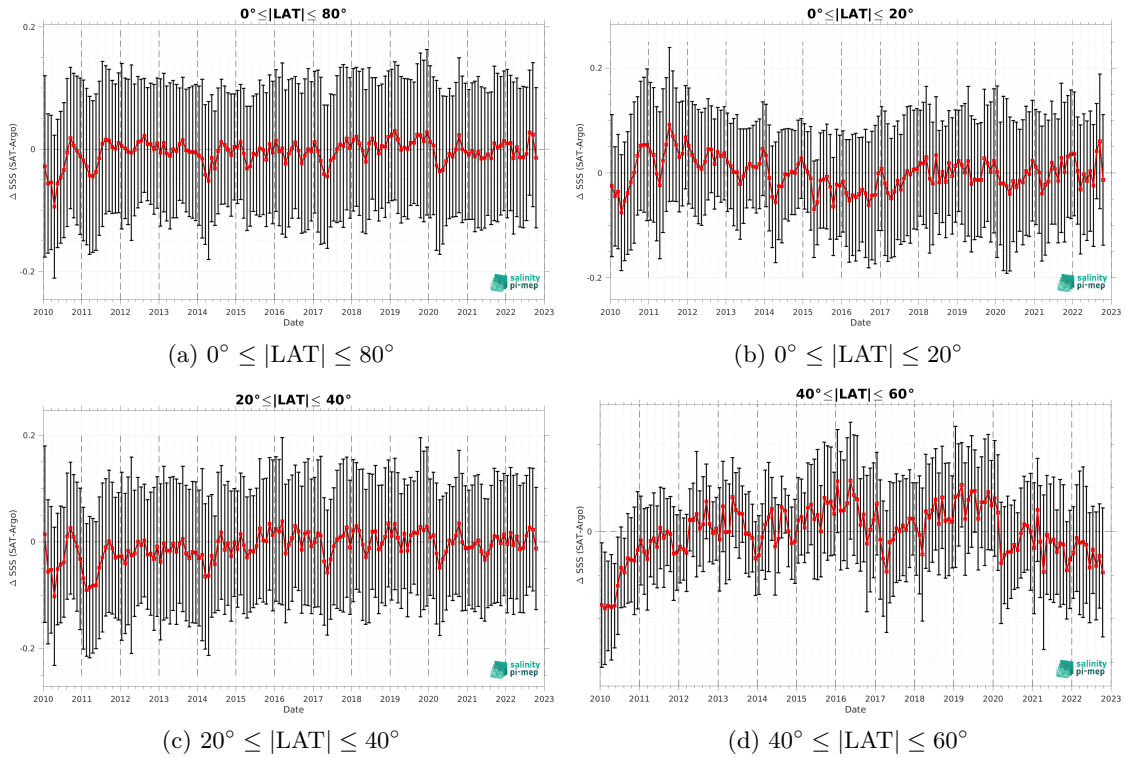 0°≤|LAT|≤ 80°
0.2
0
-0.2
Δ SSS (SAT-Argo)
2010 2011 2012 2013 2014 2015 2016 2017 2018 2019 2020 2021 2022 2023
Date
salinity
pi-mep
(a) 0° ≤ |LAT| ≤ 80°
0°≤|LAT|≤ 20°
0.2
0
-0.2
Δ SSS (SAT-Argo)
2010 2011 2012 2013 2014 2015 2016 2017 2018 2019 2020 2021 2022 2023
Date
salinity
pi-mep
(b) 0° ≤ |LAT| ≤ 20°
20°≤|LAT|≤ 40°
0.2
0
-0.2
Δ SSS (SAT-Argo)
2010 2011 2012 2013 2014 2015 2016 2017 2018 2019 2020 2021 2022 2023
Date
salinity
pi-mep
(c) 20° ≤ |LAT| ≤ 40°
40°≤|LAT|≤ 60°
0
Δ SSS (SAT-Argo)
2010 2011 2012 2013 2014 2015 2016 2017 2018 2019 2020 2021 2022 2023
Date
salinity
pi-mep
(d) 40° ≤ |LAT| ≤ 60°